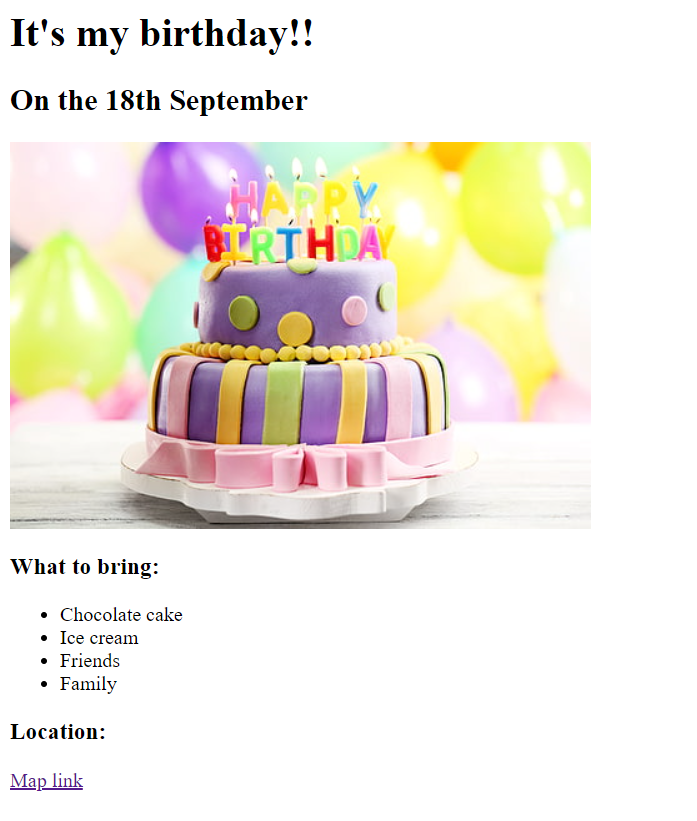 It's my birthday!!
On the 18th September
HAPPY
BIRTHDAY
What to bring:
Chocolate cake
Ice cream
Friends
Family
Location:
Map link